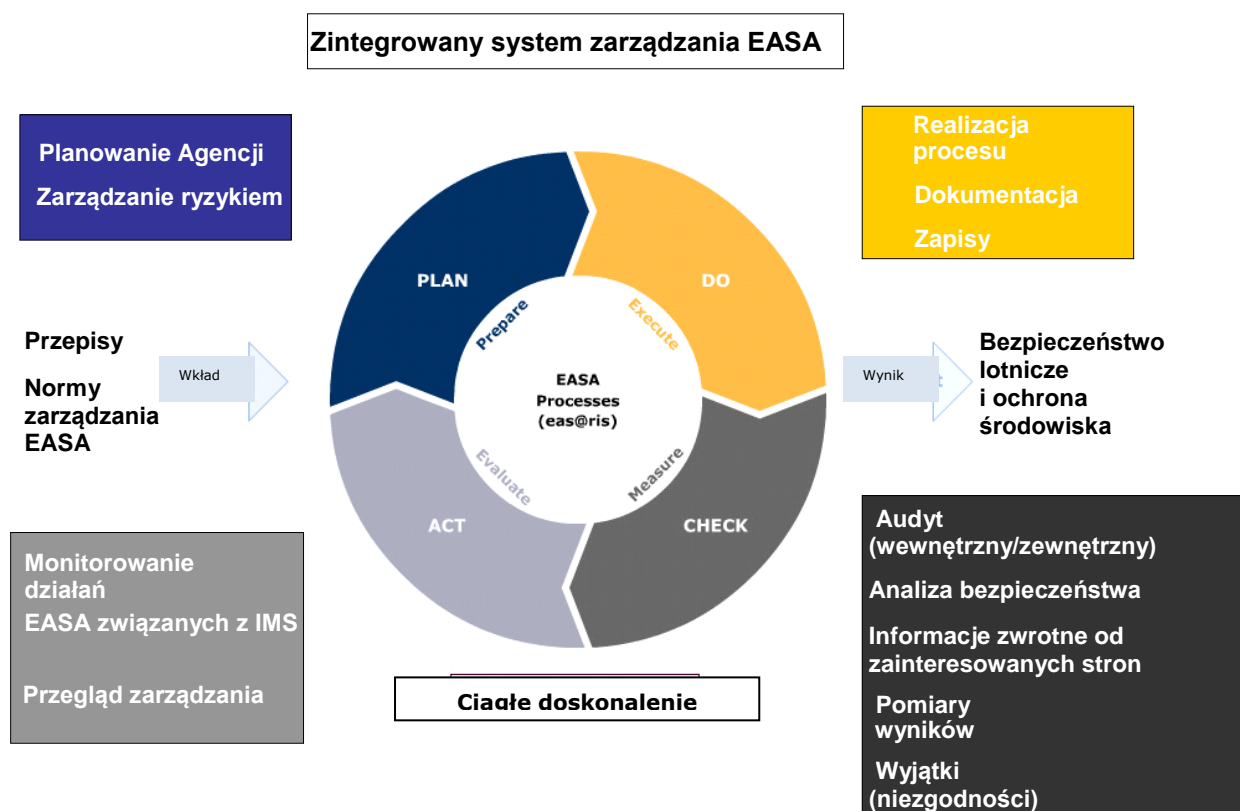 Zintegrowany system zarządzania EASA
Planowanie Agencji
Zarządzanie ryzykiem
Realizacja
procesu
Dokumentacja
Zapisy
PLAN
DO
Prepare
Execute
Przepisy
Normy
zarządzania
EASA
Wkład
EASA
Processes
(eas@ris)
Wynik
Bezpieczeństwo
lotnicze
i ochrona
środowiska
Evaluate
Measure
ACT
CHECK
Monitorowanie
działań
EASA związanych z IMS
Przegląd zarządzania
Audyt
(wewnętrzny/zewnętrzny)
Analiza bezpieczeństwa
Informacje zwrotne od
zainteresowanych stron
Pomiary
wyników
Wyjątki
(niezgodności)
Ciągłe doskonalenie